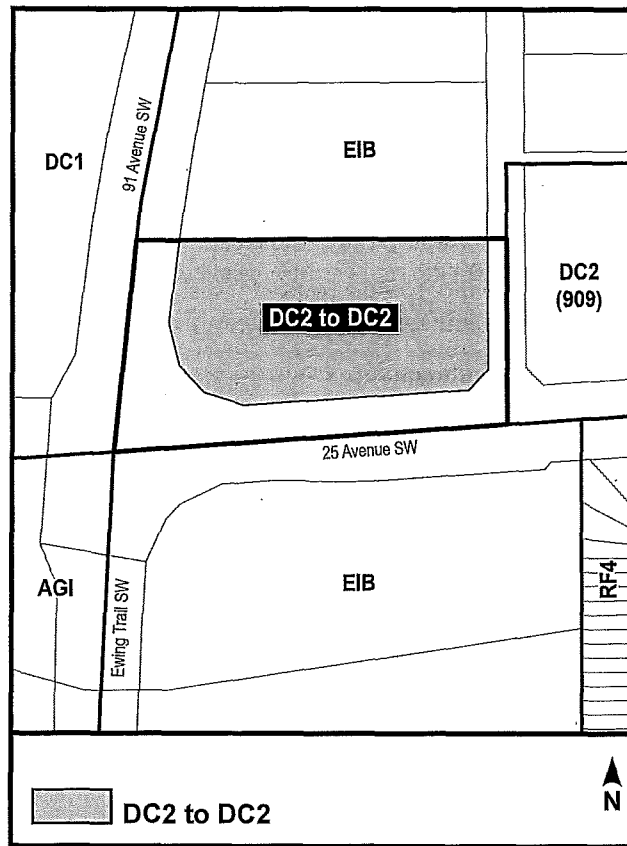 91 Avenue SW
DC1
EIB
DC2
(909)
DC2 to DC2
25 Avenue SW
AGI
Ewing Trail SW
EIB
RF4
DC2 to DC2
N